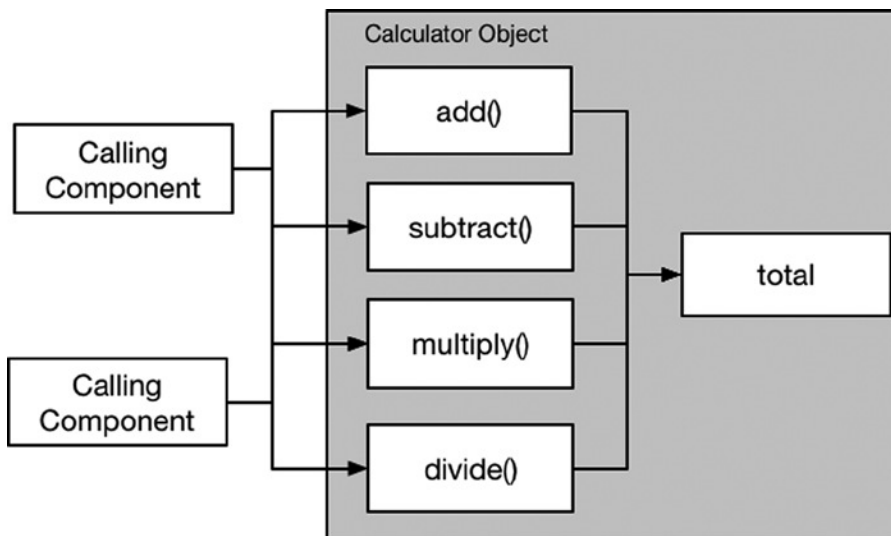 Calculator Object
Calling
Component
add()
subtract()
total
multiply()
Calling
Component
divide()